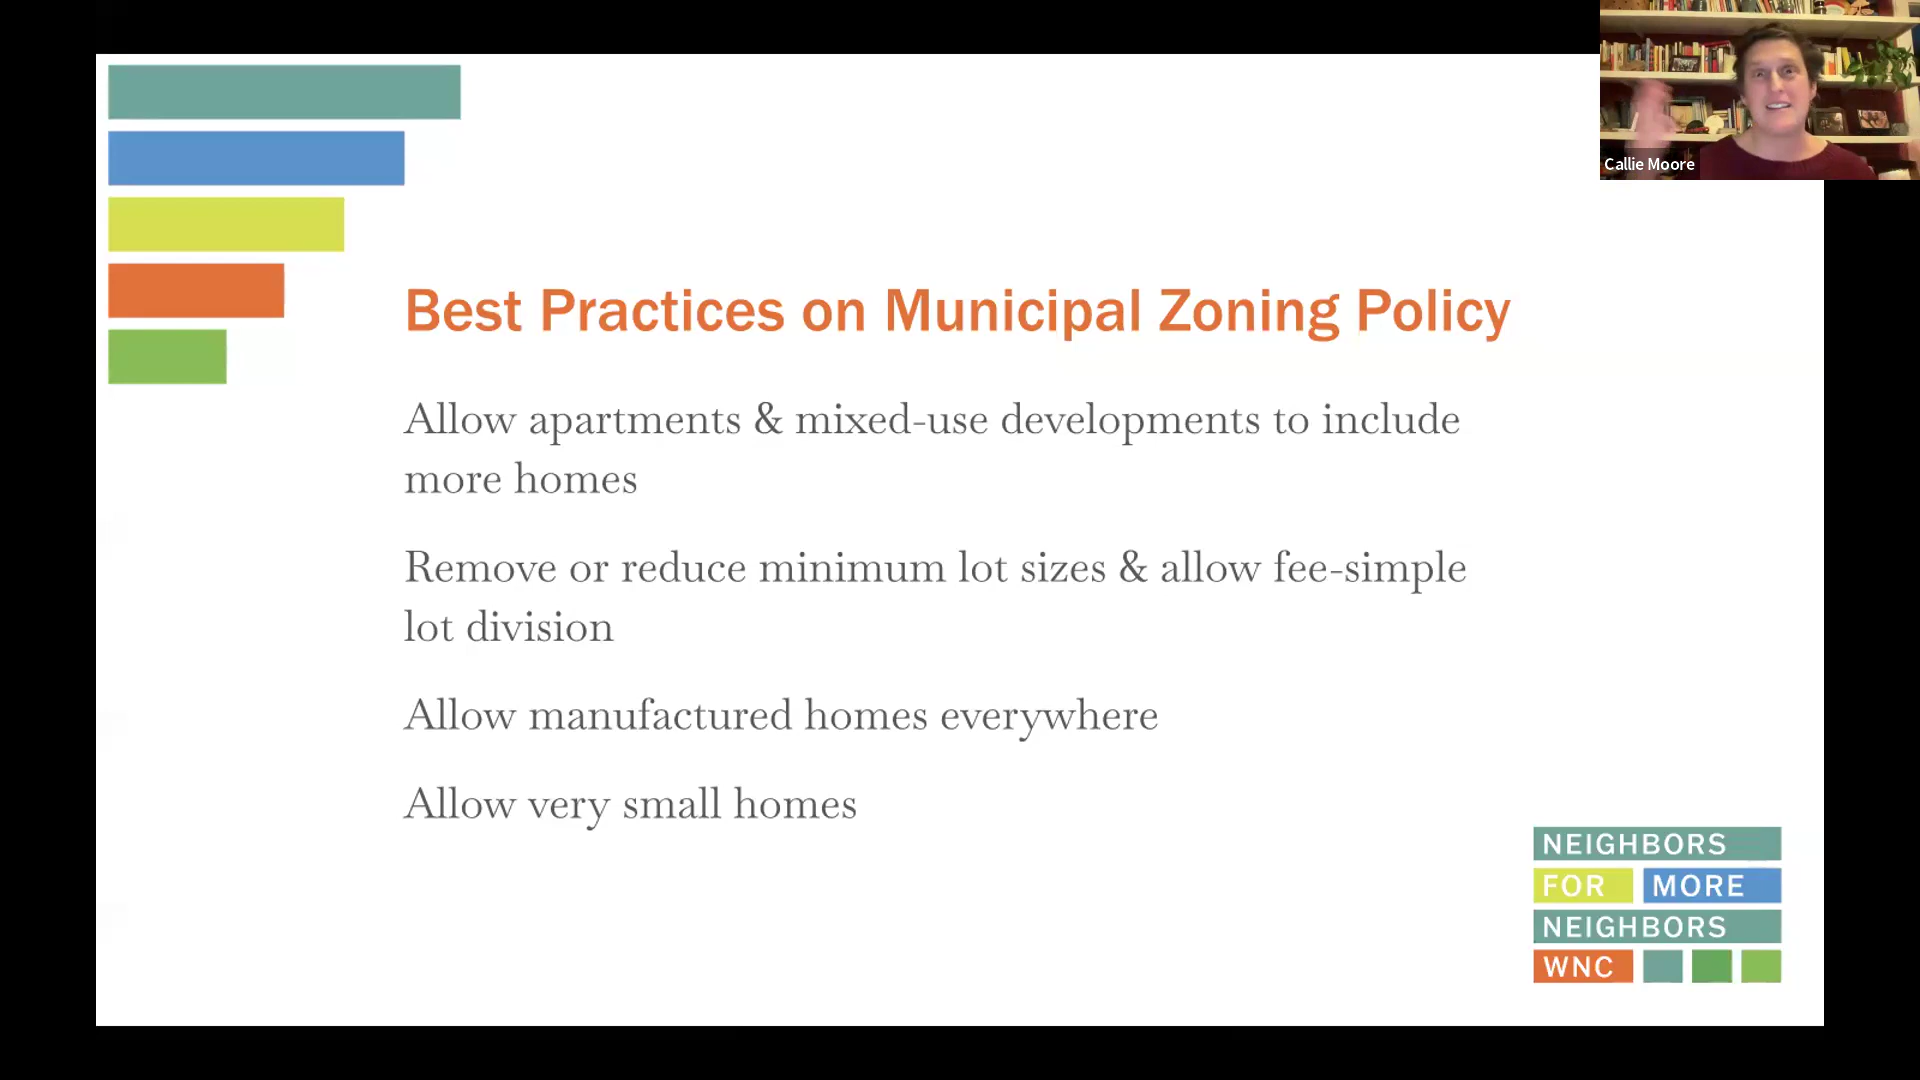 Callie Moore
Best Practices on Municipal Zoning Policy
Allow apartments & mixed-use developments to include
more homes
Remove or reduce minimum lot sizes & allow fee-simple
lot division
Allow manufactured homes everywhere
Allow very small homes
NEIGHBORS
FOR MORE
NEIGHBORS
WNC